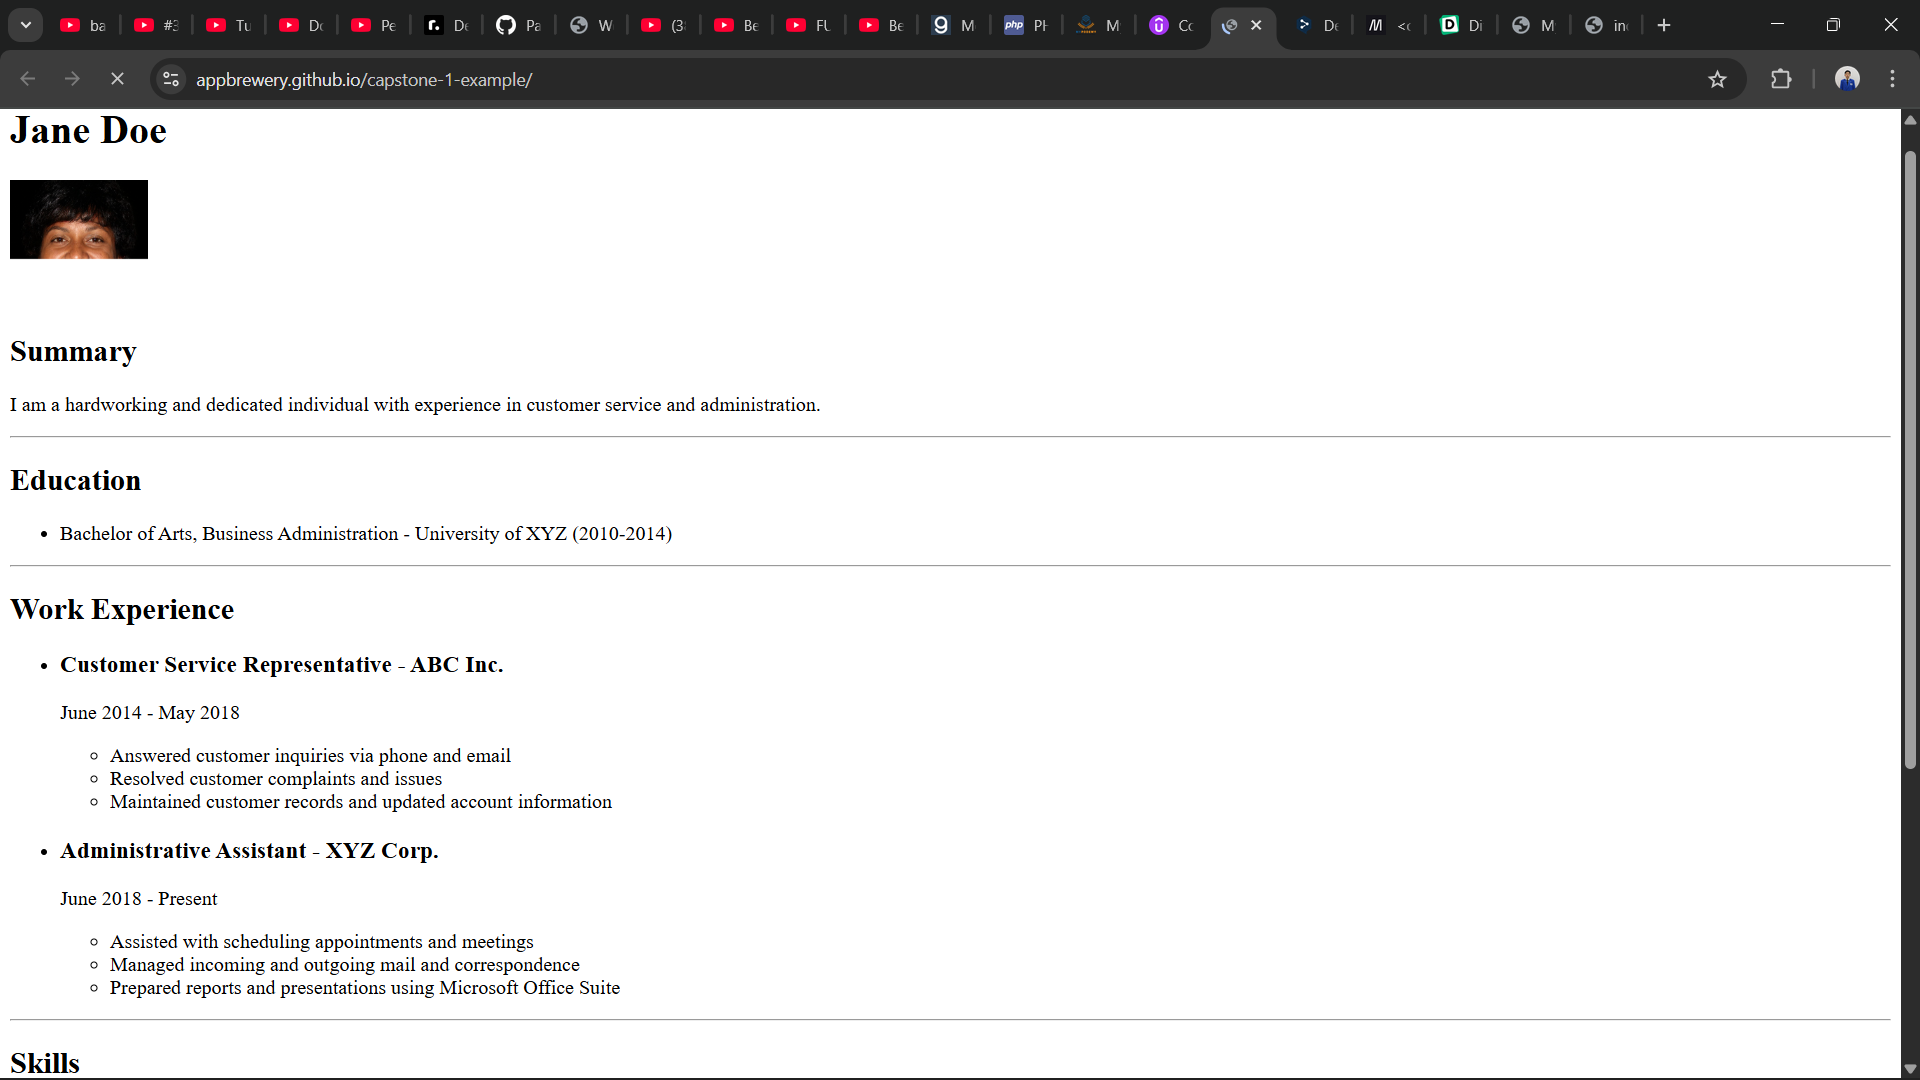 ba #3 Tu Do Pe De Pa W (3 Be FU Be M PH M Co De <c Di M in
appbrewery.github.io/capstone-1-example/
Jane Doe
Summary
I am a hardworking and dedicated individual with experience in customer service and administration.
Education
Bachelor of Arts, Business Administration - University of XYZ (2010-2014)
Work Experience
Customer Service Representative - ABC Inc.
June 2014 - May 2018
Answered customer inquiries via phone and email
Resolved customer complaints and issues
Maintained customer records and updated account information
Administrative Assistant - XYZ Corp.
June 2018 - Present
Assisted with scheduling appointments and meetings
Managed incoming and outgoing mail and correspondence
Prepared reports and presentations using Microsoft Office Suite
Skills